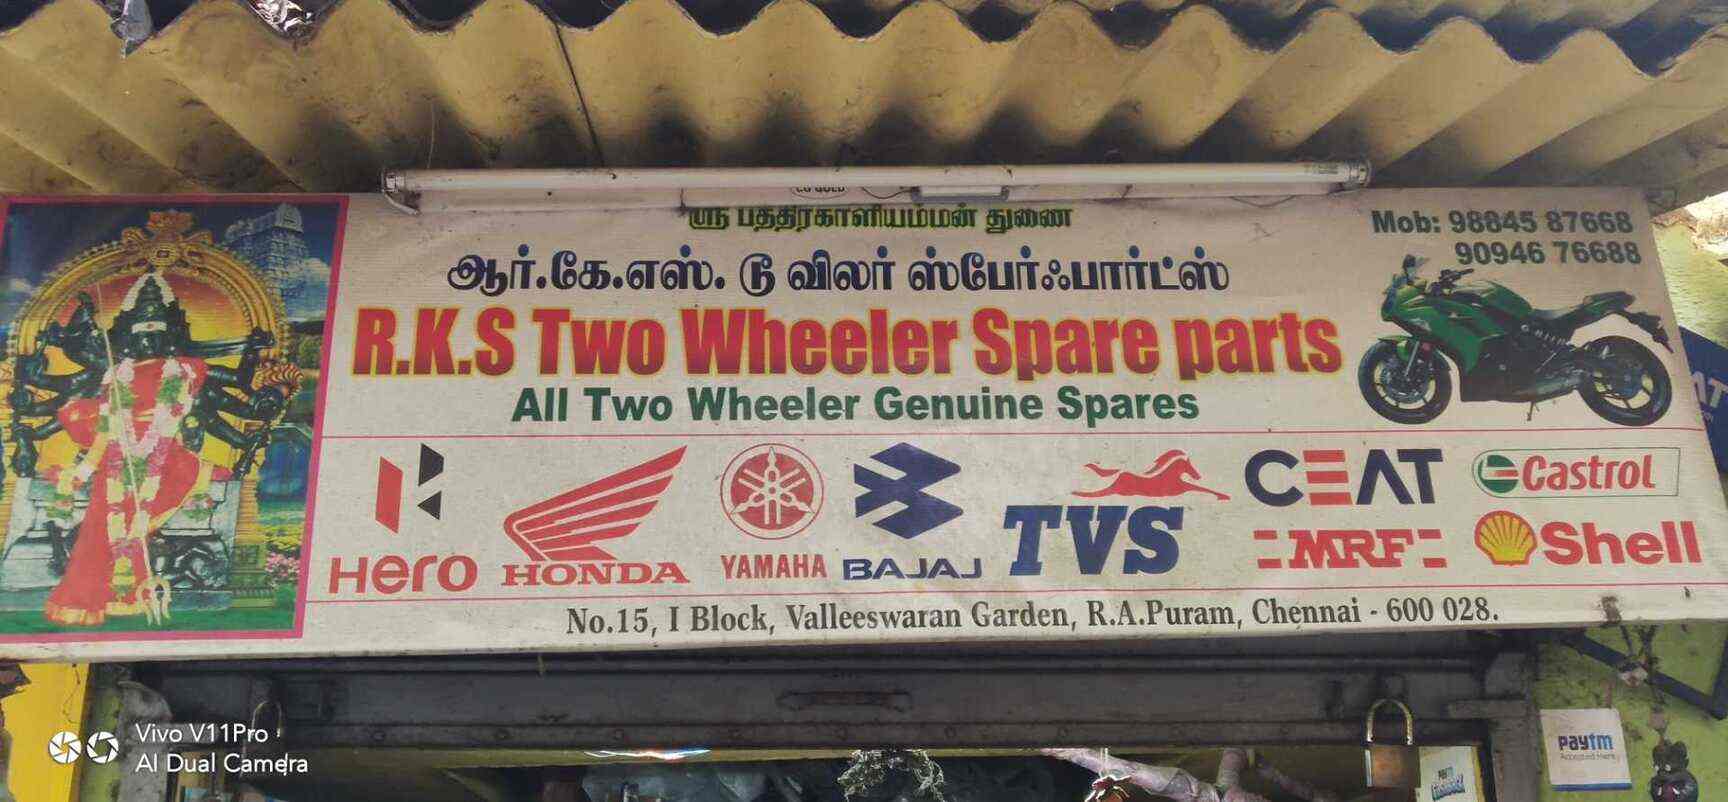 ஸ்ரீ பத்திரகாளியம்மன் துணை
Mob: 98845 87668
90946 76688
ஆர்.கே.எஸ். டூ விலர் ஸ்பேர்ஃபார்ட்ஸ்
R.K.S Two Wheeler Spare parts
All Two Wheeler Genuine Spares
Hero
HONDA
YAMAHA
BAJAJ
TVS
CEAT
MRF
Castrol
Shell
No.15, I Block, Valleeswaran Garden, R.A.Puram, Chennai - 600 028.
Vivo V11Pro
AI Dual Camera
paytm
Accepted Here